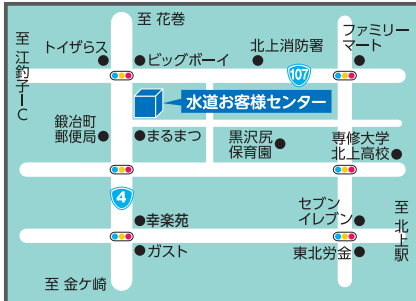 至 花巻
至 江釣子IC
トイザらス
ビッグボーイ
北上消防署
ファミリー
マート
107
水道お客様センター
鍛冶町
郵便局
まるまつ
黒沢尻
保育園
専修大学
北上高校
4
幸楽苑
セブン
イレブン
ガスト
東北労金
至 北上駅
至 金ケ崎